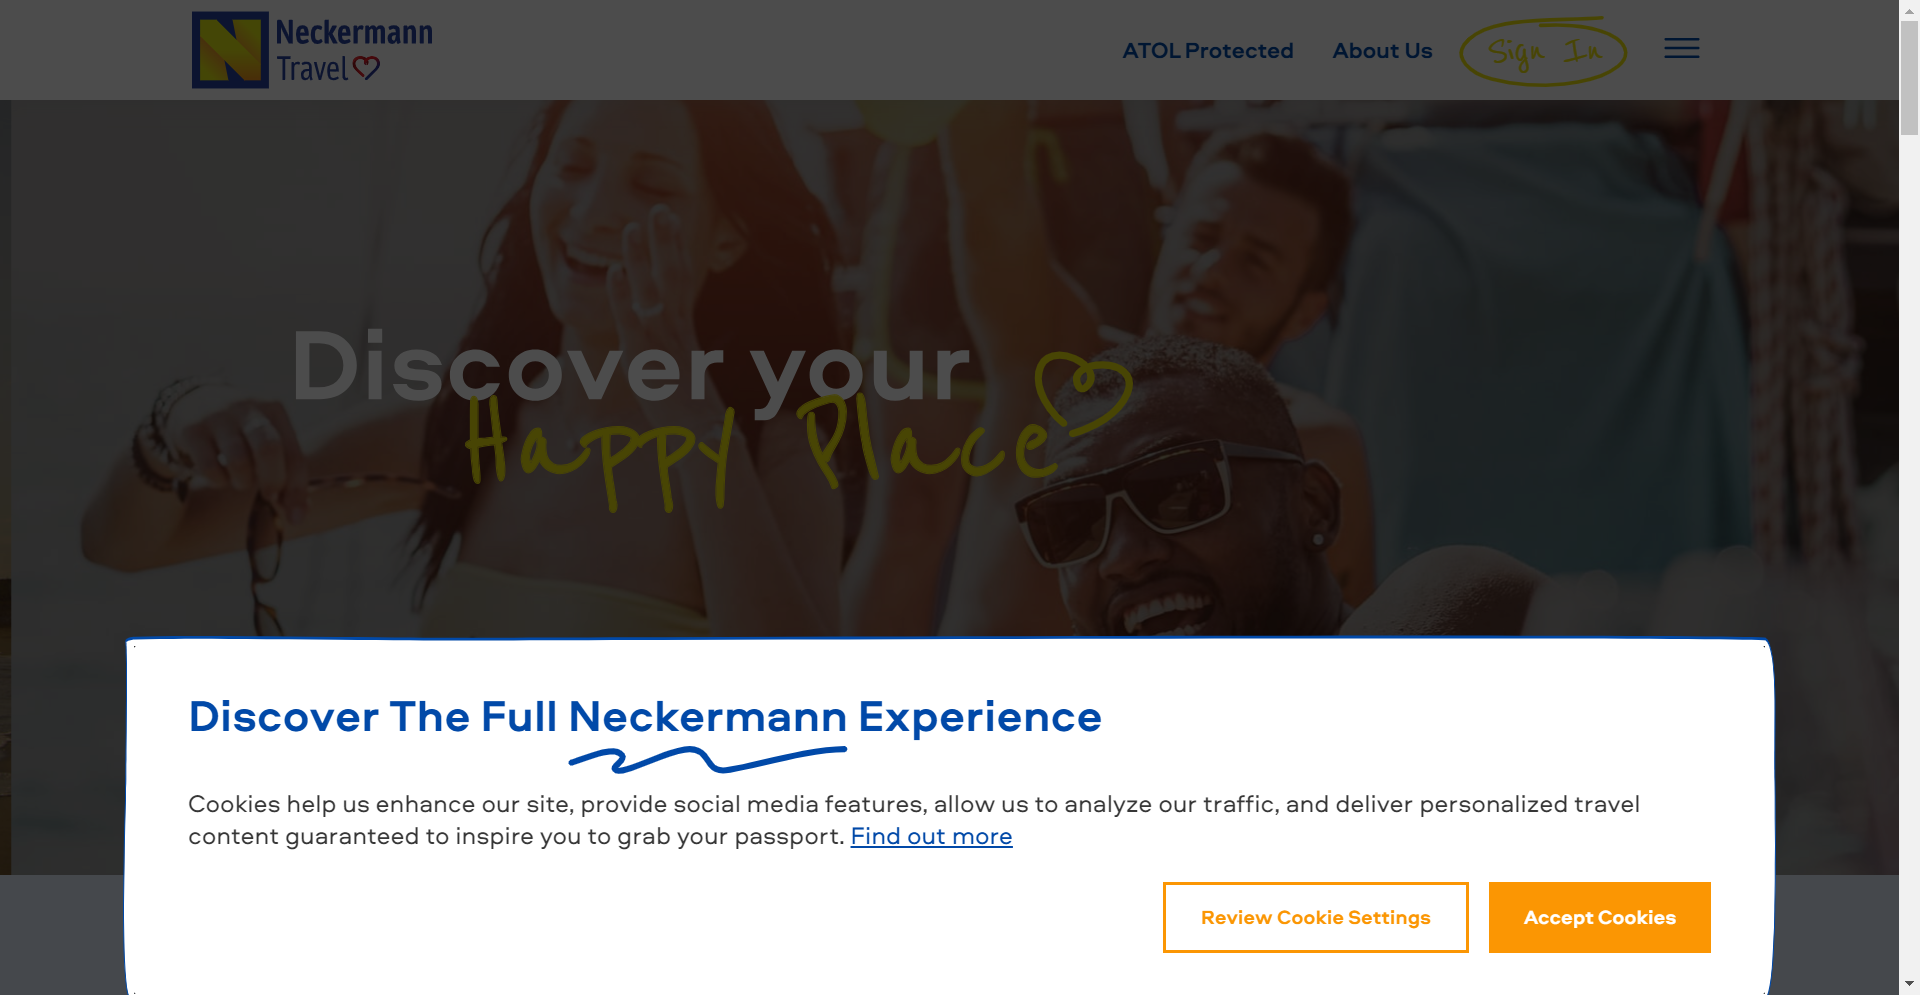 Neckermann
Travel
ATOL Protected
About Us
Sign In
Discover your
Happy Place
Discover The Full Neckermann Experience
Cookies help us enhance our site, provide social media features, allow us to analyze our traffic, and deliver personalized travel
content guaranteed to inspire you to grab your passport. Find out more
Review Cookie Settings
Accept Cookies